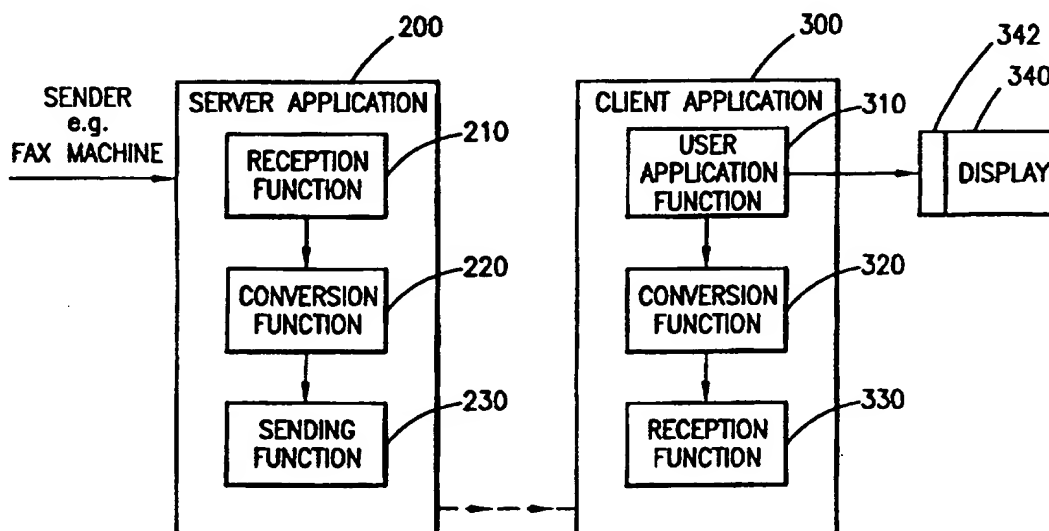 200
300
342
340
SENDER
e.g.
FAX MACHINE
SERVER APPLICATION
210
RECEPTION
FUNCTION
220
CONVERSION
FUNCTION
230
SENDING
FUNCTION
CLIENT APPLICATION
310
USER
APPLICATION
FUNCTION
DISPLAY
320
CONVERSION
FUNCTION
330
RECEPTION
FUNCTION